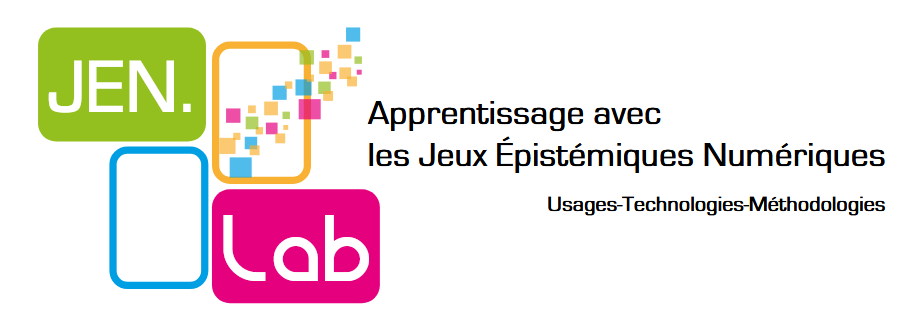 JEN.
Lab
Apprentissage avec
les Jeux Épistémiques Numériques
Usages-Technologies-Méthodologies